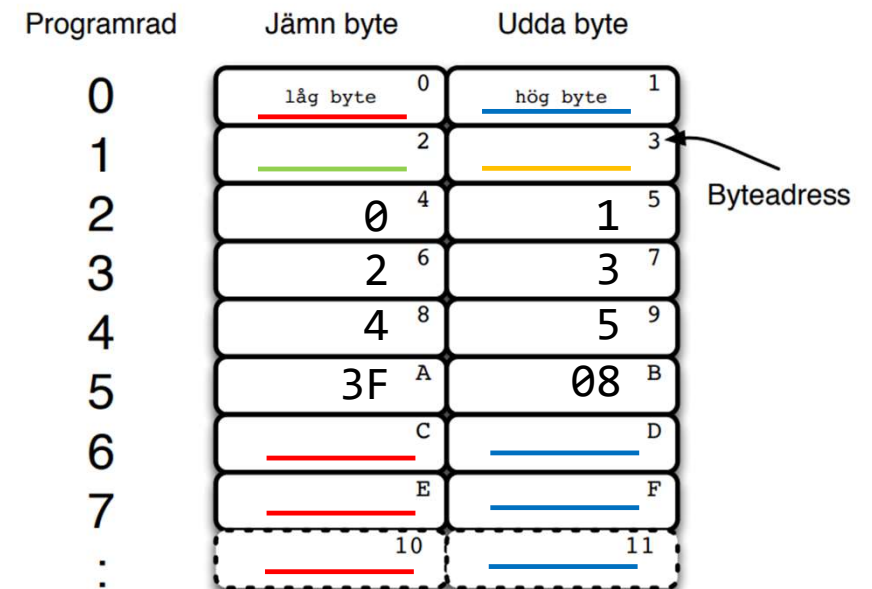 Programrad Jämn byte Udda byte
0 låg byte 0 hög byte 1
1 2 3
Byteadress
2 0 4 1 5
3 2 6 3 7
4 4 8 5 9
5 3F A 08 B
6 C D
7 E F
: 10 11